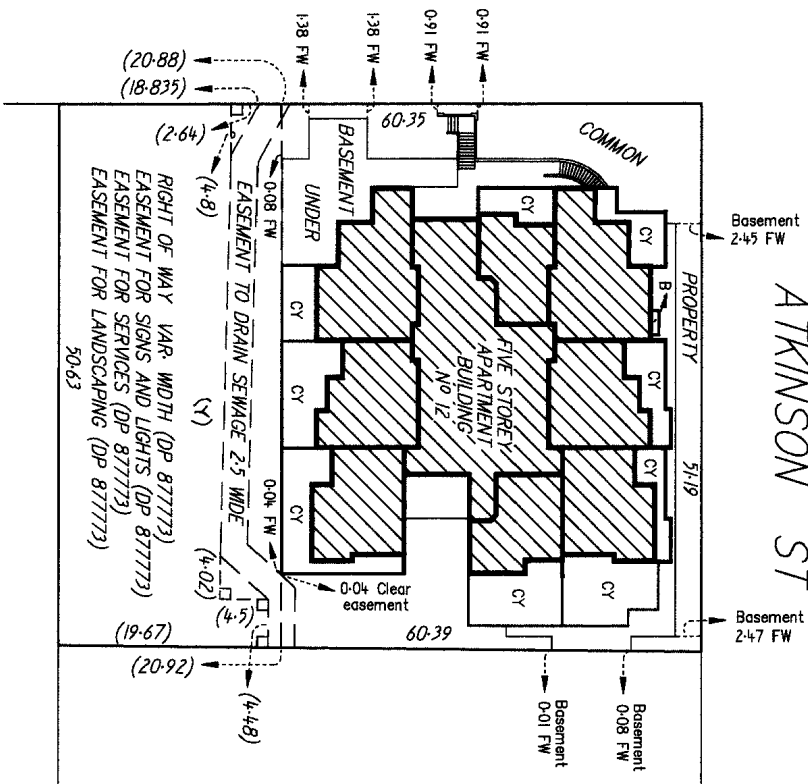 ATKINSON ST
1·38 FW
1·38 FW
0·91 FW
0·91 FW
(20·88)
(18·835)
(2·64)
(4·8)
60·35
COMMON
PROPERTY
BASEMENT
UNDER
0·08 FW
Basement
2·45 FW
CY
CY
B
CY
CY
CY
CY
CY
CY
CY
CY
FIVE STOREY
APARTMENT
BUILDING
Nº 12
51·19
EASEMENT TO DRAIN SEWAGE 2·5 WIDE
(Y)
RIGHT OF WAY VAR WIDTH (DP 877773)
EASEMENT FOR SIGNS AND LIGHTS (DP 877773)
EASEMENT FOR SERVICES (DP 877773)
EASEMENT FOR LANDSCAPING (DP 877773)
50·63
0·04 FW
0·04 Clear
easement
(4·02)
(4·5)
(19·67)
(20·92)
(4·48)
60·39
Basement
0·01 FW
Basement
0·08 FW
Basement
2·47 FW